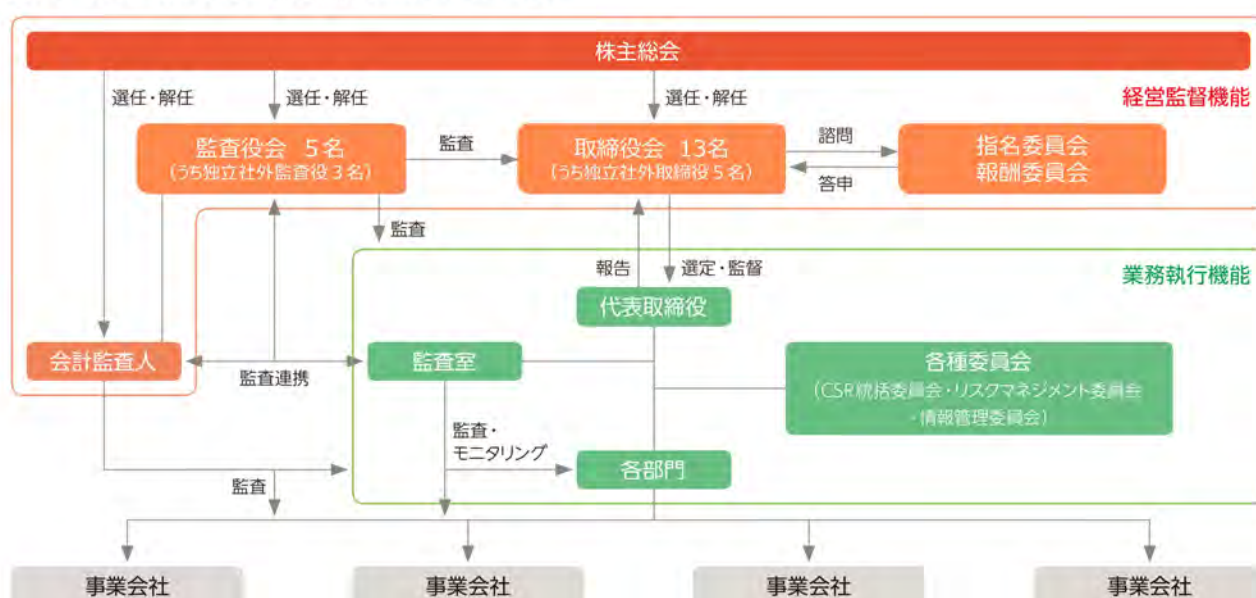 株主総会
選任・解任
選任・解任
選任・解任
経営監督機能
監査役会 5名
(うち独立社外監査役3名)
監査
取締役会 13名
(うち独立社外取締役5名)
諮問
答申
指名委員会
報酬委員会
監査
報告
選定・監督
業務執行機能
代表取締役
会計監査人
監査連携
監査室
各種委員会
(CSR統括委員会・リスクマネジメント委員会
・情報管理委員会)
監査・
モニタリング
各部門
監査
事業会社
事業会社
事業会社
事業会社